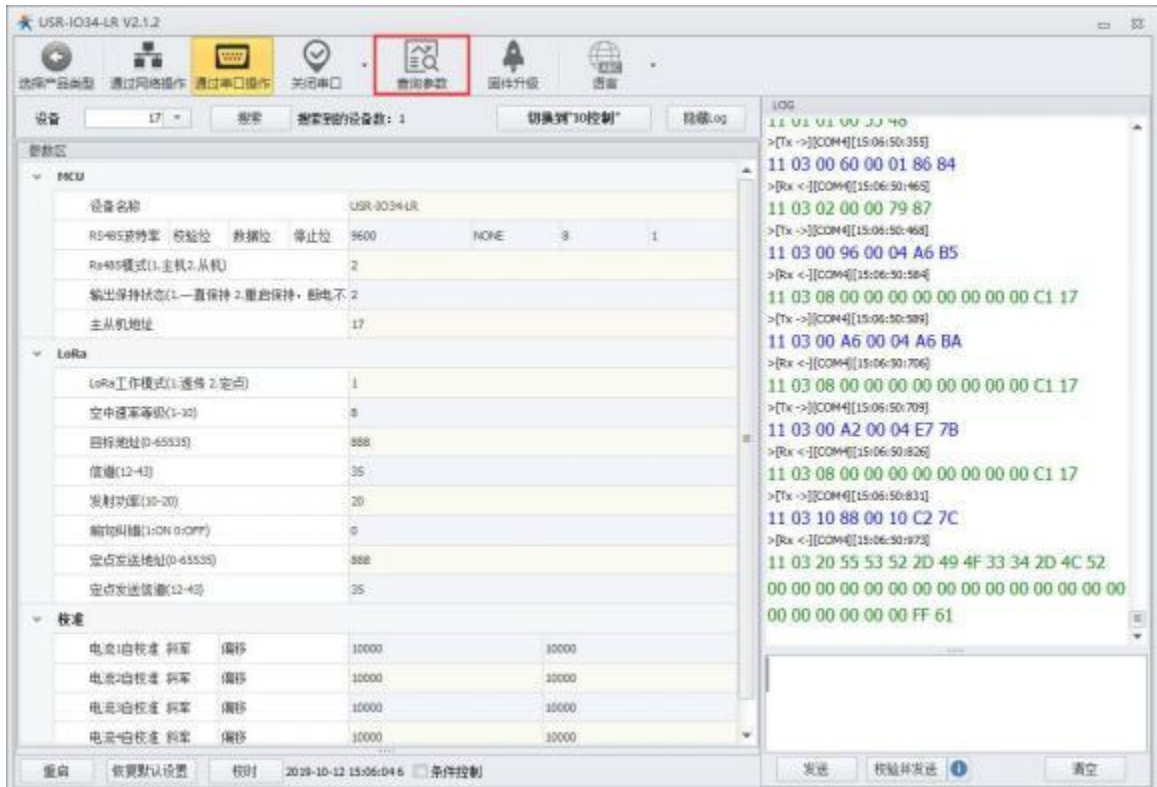 USR-IO34-LR V2.1.2
选择产品类型 通过网络操作 通过串口操作 关闭串口 查询参数 固件升级 语言
设备 17 搜索 搜索到的设备数：1 切换到"IO控制" 隐藏Log
参数区
MCU
设备名称 USR-IO34-LR
RS485波特率 校验位 数据位 停止位 9600 NONE 8 1
Rs485模式(1.主机2.从机) 2
输出保持状态(1.一直保持 2.重启保持，断电不 2
主从机地址 17
LoRa
LoRa工作模式(1.透传 2.定点) 1
空中速率等级(1-10) 8
目标地址(0-65535) 888
信道(12-43) 35
发射功率(10-20) 20
前向纠错(1:ON 0:OFF) 0
定点发送地址(0-65535) 888
定点发送信道(12-43) 35
校准
电流1自校准 斜率 偏移 10000 10000
电流2自校准 斜率 偏移 10000 10000
电流3自校准 斜率 偏移 10000 10000
电流4自校准 斜率 偏移 10000 10000
重启 恢复默认设置 校时 2019-10-12 15:06:04 6 条件控制
LOG
11 01 01 00 55 48
>[Tx ->][COM4][15:06:50:355]
11 03 00 60 00 01 86 84
>[Rx <-][COM4][15:06:50:465]
11 03 02 00 00 79 87
>[Tx ->][COM4][15:06:50:468]
11 03 00 96 00 04 A6 B5
>[Rx <-][COM4][15:06:50:584]
11 03 08 00 00 00 00 00 00 00 00 C1 17
>[Tx ->][COM4][15:06:50:589]
11 03 00 A6 00 04 A6 BA
>[Rx <-][COM4][15:06:50:706]
11 03 08 00 00 00 00 00 00 00 00 C1 17
>[Tx ->][COM4][15:06:50:709]
11 03 00 A2 00 04 E7 7B
>[Rx <-][COM4][15:06:50:826]
11 03 08 00 00 00 00 00 00 00 00 C1 17
>[Tx ->][COM4][15:06:50:831]
11 03 10 88 00 10 C2 7C
>[Rx <-][COM4][15:06:50:973]
11 03 20 55 53 52 2D 49 4F 33 34 2D 4C 52
00 00 00 00 00 00 00 00 00 00 00 00 00 00 00
00 00 00 00 00 00 FF 61
发送 校验并发送 清空